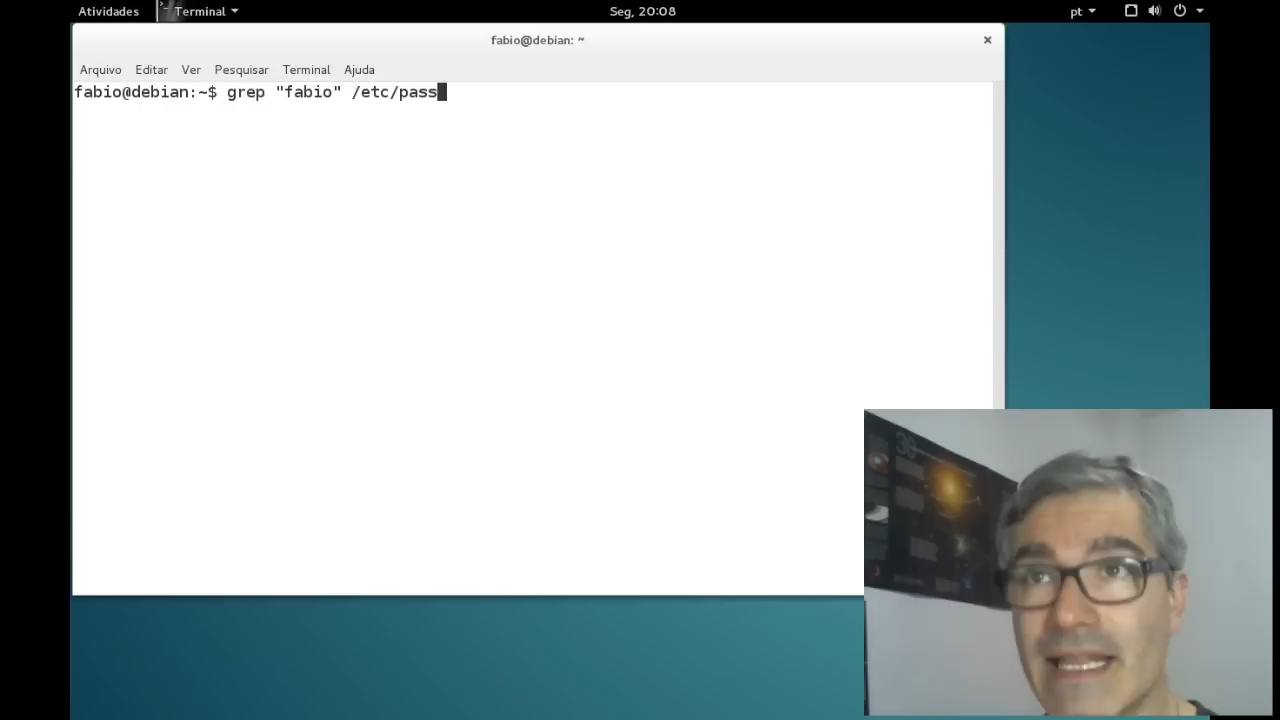 Atividades
Terminal
Seg, 20:08
pt
fabio@debian: ~
Arquivo Editar Ver Pesquisar Terminal Ajuda
fabio@debian:~$ grep "fabio" /etc/pass
39